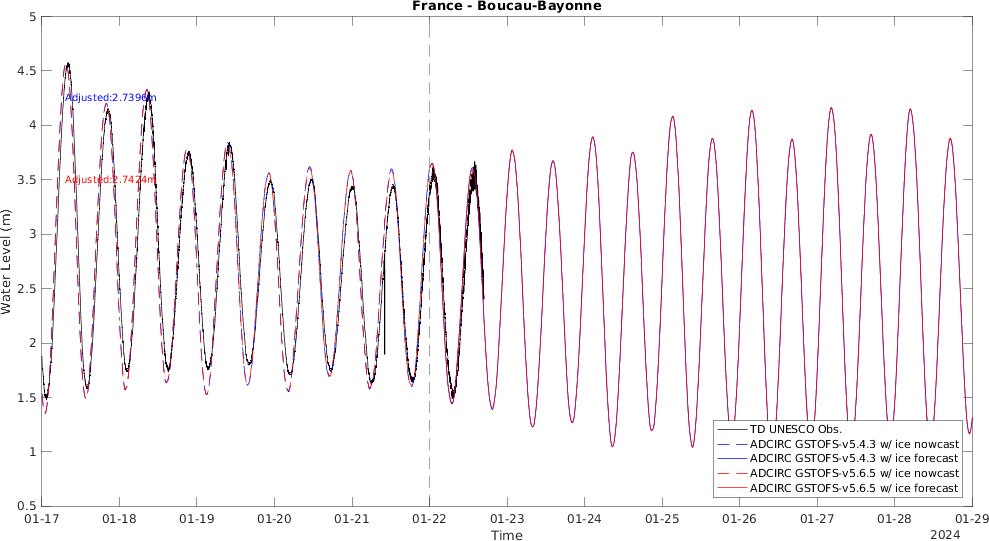 France - Boucau-Bayonne
Water Level (m)
5
4.5
4
3.5
3
2.5
2
1.5
1
0.5
Adjusted:2.7396m
Adjusted:2.7424m
TD UNESCO Obs.
ADCIRC GSTOFS-v5.4.3 w/ ice nowcast
ADCIRC GSTOFS-v5.4.3 w/ ice forecast
ADCIRC GSTOFS-v5.6.5 w/ ice nowcast
ADCIRC GSTOFS-v5.6.5 w/ ice forecast
01-17 01-18 01-19 01-20 01-21 01-22 01-23 01-24 01-25 01-26 01-27 01-28 01-29
Time
2024